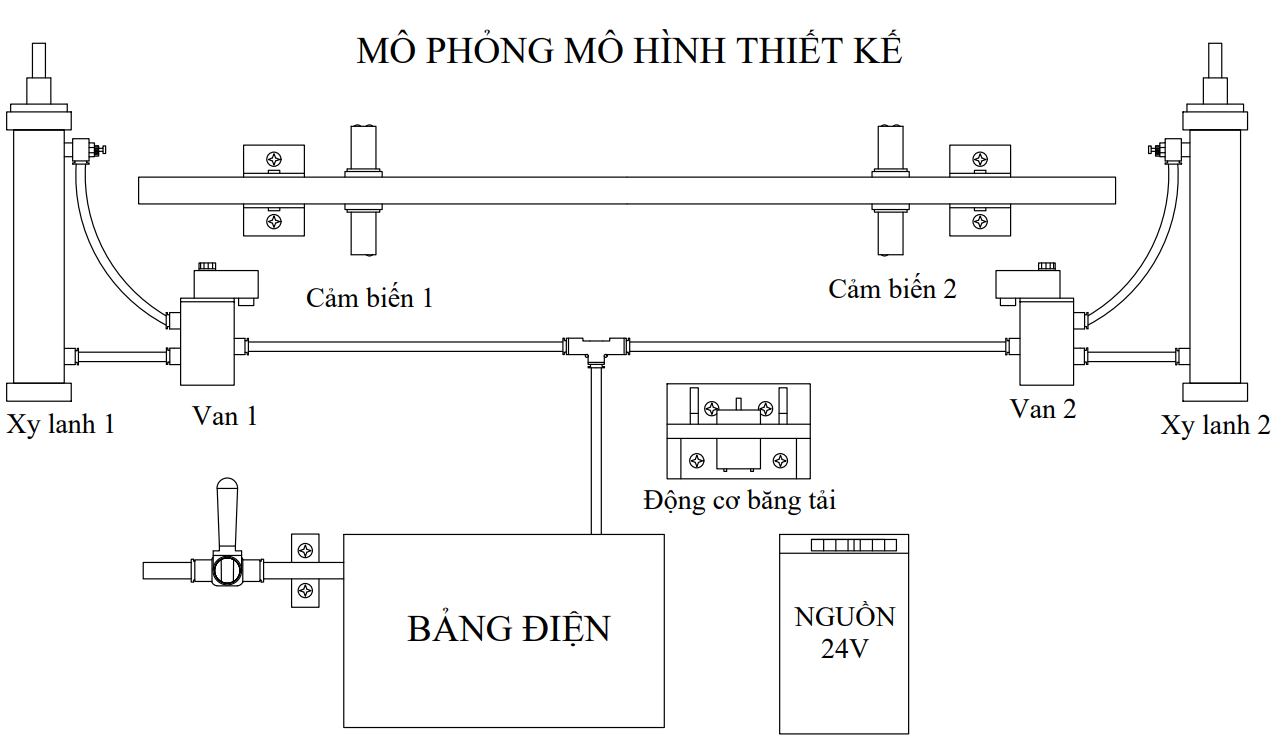 MÔ PHỎNG MÔ HÌNH THIẾT KẾ
Cảm biến 1
Cảm biến 2
Xy lanh 1
Van 1
Van 2
Xy lanh 2
Động cơ băng tải
BẢNG ĐIỆN
NGUỒN
24V